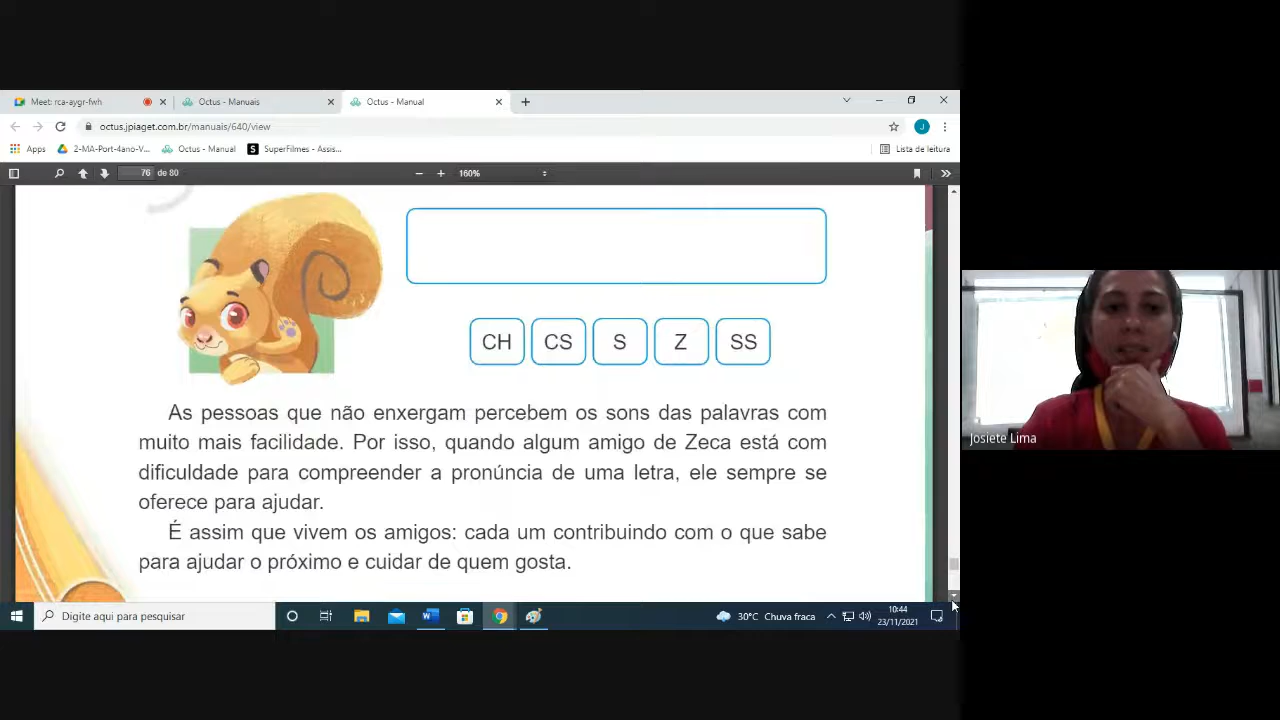 Meet: rca-aygr-fwh
Octus - Manuais
Octus - Manual
octus.jpiaget.com.br/manuais/640/view
J
Apps
2-MA-Port-4ano-V...
Octus - Manual
S
SuperFilmes - Assis...
Lista de leitura
76 de 80
160%
CH CS S Z SS
As pessoas que não enxergam percebem os sons das palavras com
muito mais facilidade. Por isso, quando algum amigo de Zeca está com
dificuldade para compreender a pronúncia de uma letra, ele sempre se
oferece para ajudar.
É assim que vivem os amigos: cada um contribuindo com o que sabe
para ajudar o próximo e cuidar de quem gosta.
Josiete Lima
Digite aqui para pesquisar
30°C Chuva fraca
10:44
23/11/2021